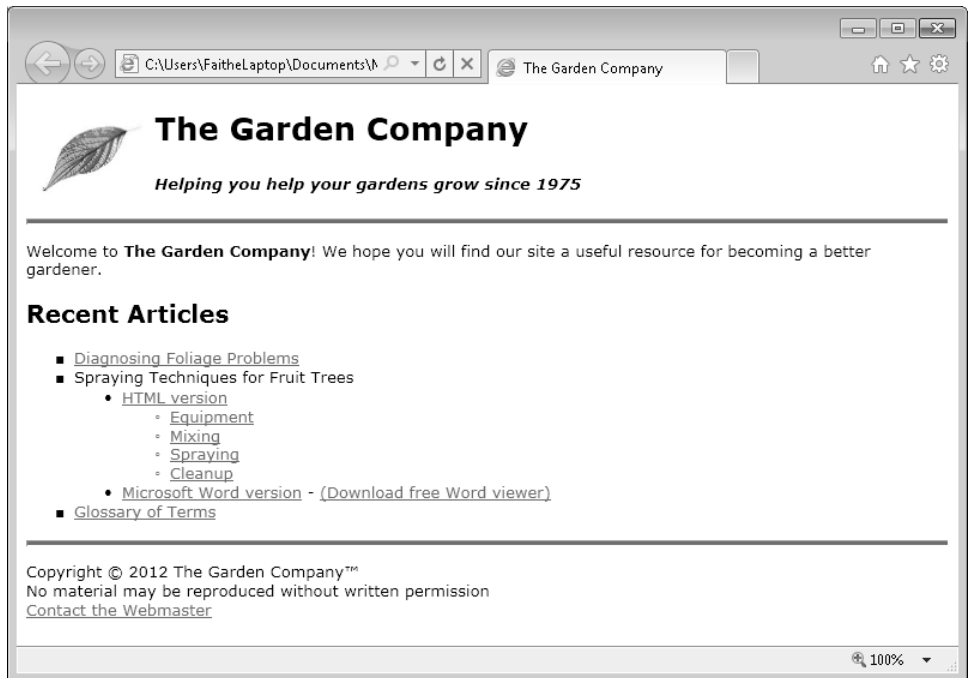 C:\Users\FaitheLaptop\Documents\
The Garden Company
The Garden Company
Helping you help your gardens grow since 1975
Welcome to The Garden Company! We hope you will find our site a useful resource for becoming a better
gardener.
Recent Articles
Diagnosing Foliage Problems
Spraying Techniques for Fruit Trees
HTML version
Equipment
Mixing
Spraying
Cleanup
Microsoft Word version - (Download free Word viewer)
Glossary of Terms
Copyright © 2012 The Garden Company™
No material may be reproduced without written permission
Contact the Webmaster
100%